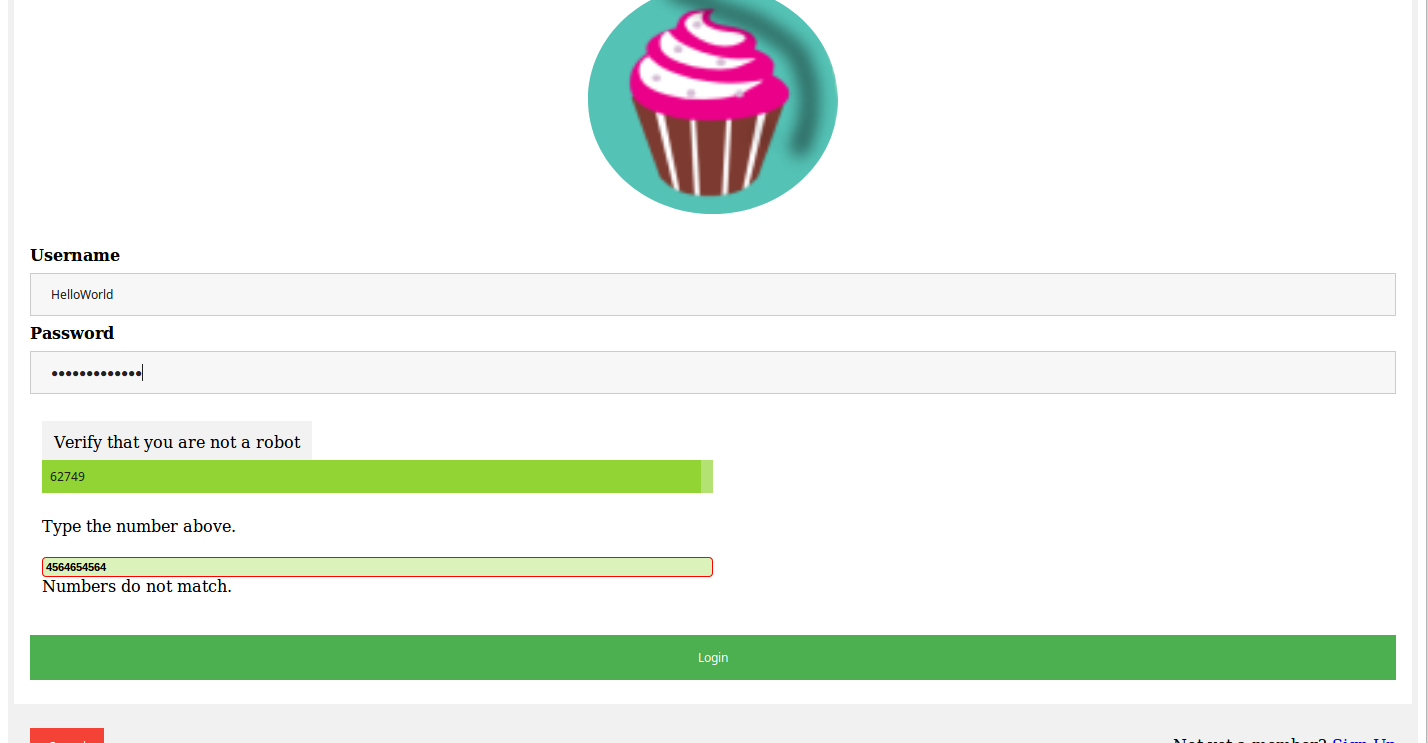 Username
HelloWorld
Password
•••••••••••••
Verify that you are not a robot
62749
Type the number above.
4564654564
Numbers do not match.
Login
Not yet a member? Sign Up